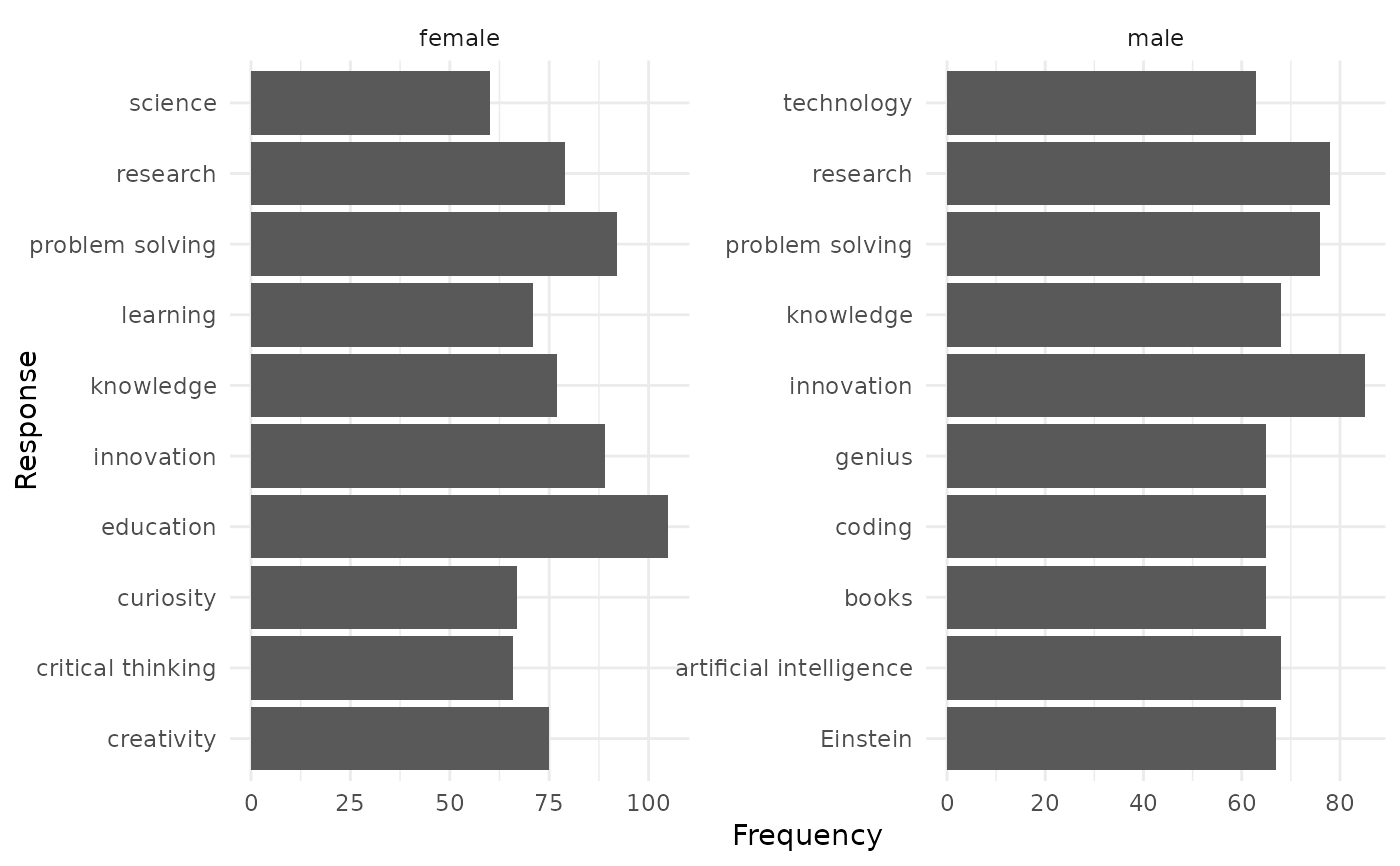 female
science
research
problem solving
learning
knowledge
innovation
education
curiosity
critical thinking
creativity
0 25 50 75 100
male
technology
research
problem solving
knowledge
innovation
genius
coding
books
artificial intelligence
Einstein
0 20 40 60 80
Response
Frequency